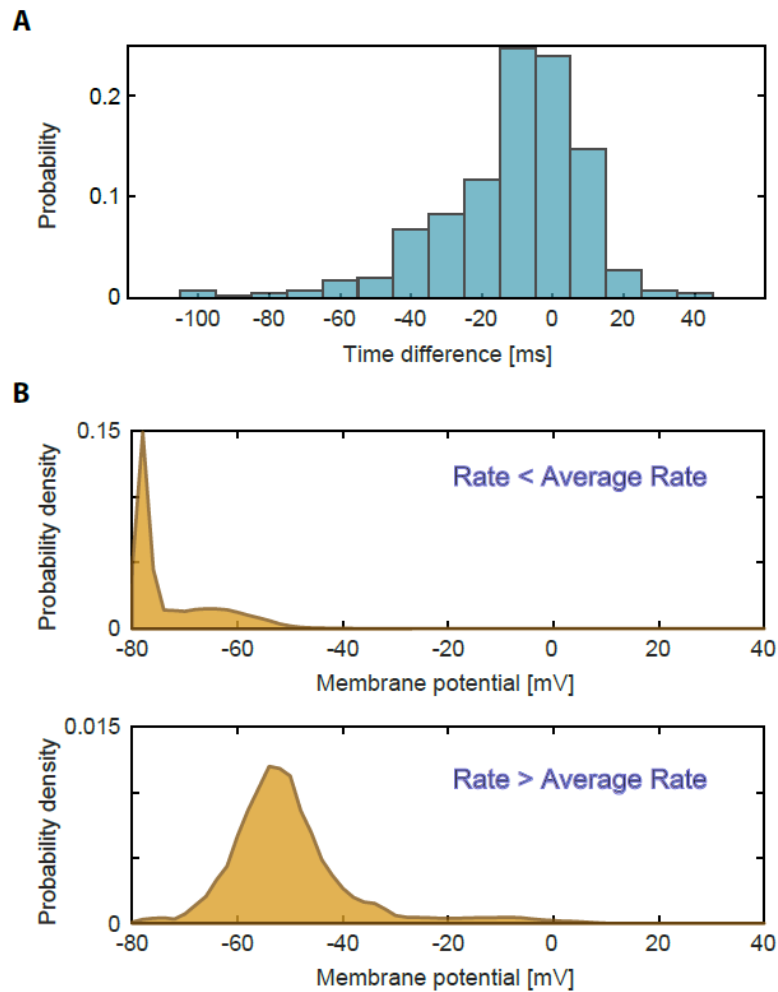 A
0.2
0.1
0
Probability
-100 -80 -60 -40 -20 0 20 40
Time difference [ms]
B
0.15
Rate < Average Rate
Probability density
0
-80 -60 -40 -20 0 20 40
Membrane potential [mV]
0.015
Rate > Average Rate
Probability density
0
-80 -60 -40 -20 0 20 40
Membrane potential [mV]